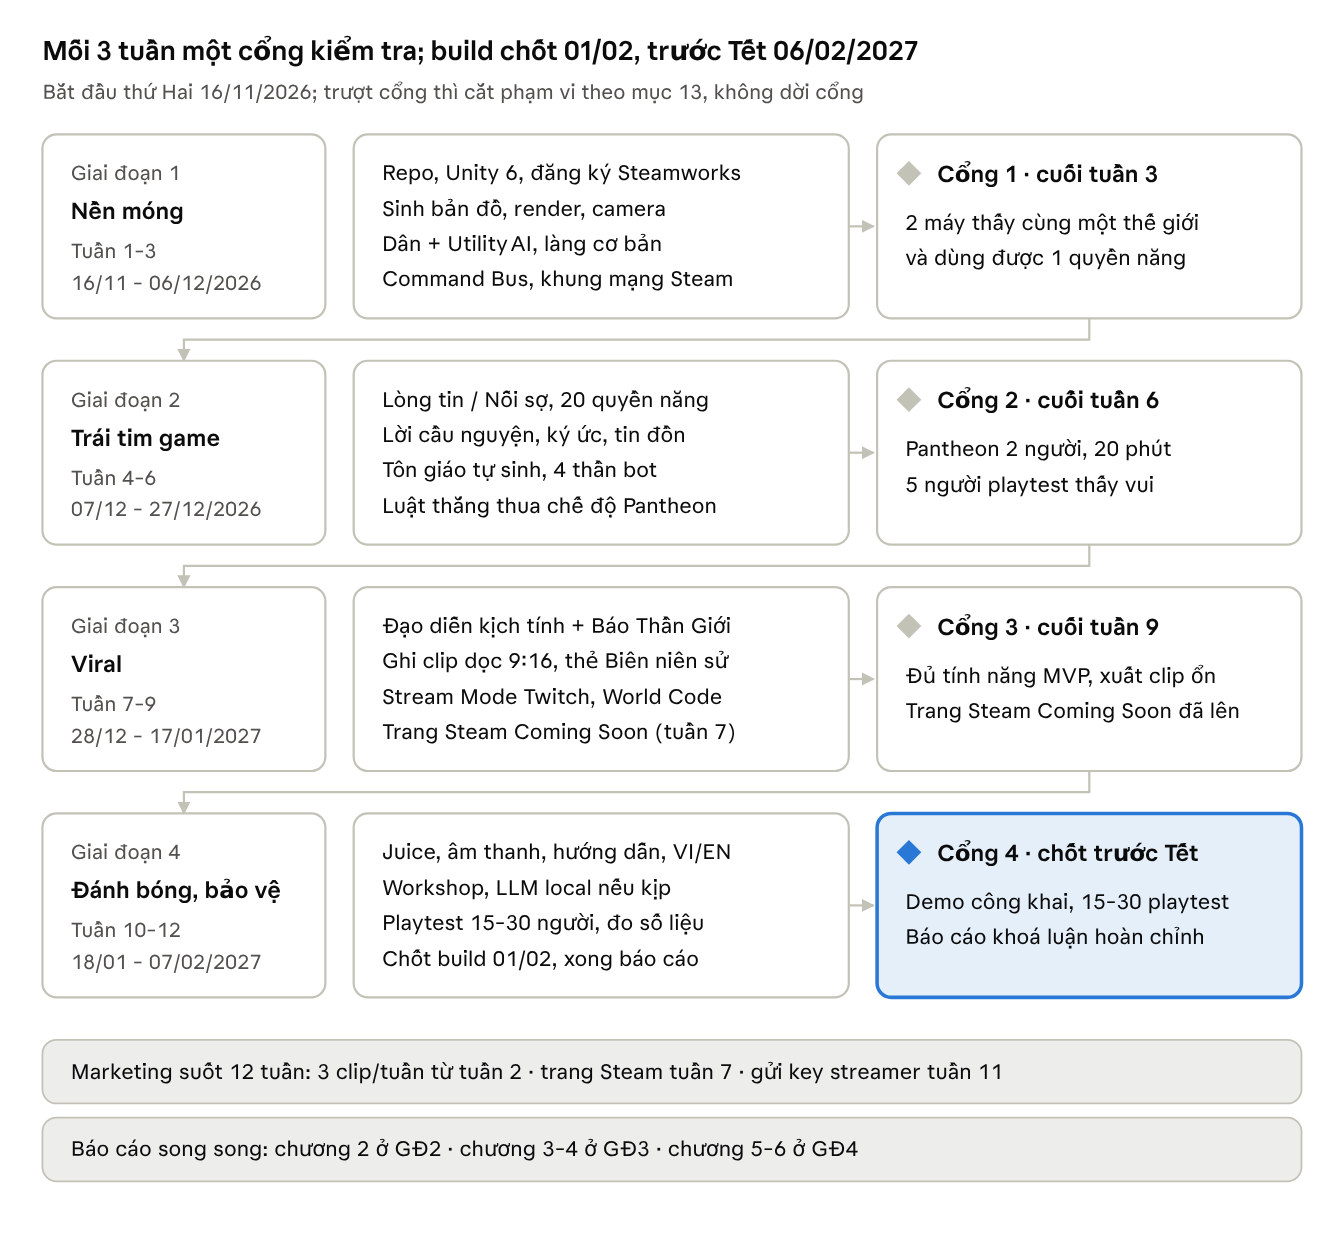 Mỗi 3 tuần một cổng kiểm tra; build chốt 01/02, trước Tết 06/02/2027
Bắt đầu thứ Hai 16/11/2026; trượt cổng thì cắt phạm vi theo mục 13, không dời cổng
Giai đoạn 1
Nền móng
Tuần 1-3
16/11 - 06/12/2026
Repo, Unity 6, đăng ký Steamworks
Sinh bản đồ, render, camera
Dân + Utility AI, làng cơ bản
Command Bus, khung mạng Steam
Cổng 1 · cuối tuần 3
2 máy thấy cùng một thế giới
và dùng được 1 quyền năng
Giai đoạn 2
Trái tim game
Tuần 4-6
07/12 - 27/12/2026
Lòng tin / Nỗi sợ, 20 quyền năng
Lời cầu nguyện, ký ức, tin đồn
Tôn giáo tự sinh, 4 thần bot
Luật thắng thua chế độ Pantheon
Cổng 2 · cuối tuần 6
Pantheon 2 người, 20 phút
5 người playtest thấy vui
Giai đoạn 3
Viral
Tuần 7-9
28/12 - 17/01/2027
Đạo diễn kịch tính + Báo Thần Giới
Ghi clip dọc 9:16, thẻ Biên niên sử
Stream Mode Twitch, World Code
Trang Steam Coming Soon (tuần 7)
Cổng 3 · cuối tuần 9
Đủ tính năng MVP, xuất clip ổn
Trang Steam Coming Soon đã lên
Giai đoạn 4
Đánh bóng, bảo vệ
Tuần 10-12
18/01 - 07/02/2027
Juice, âm thanh, hướng dẫn, VI/EN
Workshop, LLM local nếu kịp
Playtest 15-30 người, đo số liệu
Chốt build 01/02, xong báo cáo
Cổng 4 · chốt trước Tết
Demo công khai, 15-30 playtest
Báo cáo khoá luận hoàn chỉnh
Marketing suốt 12 tuần: 3 clip/tuần từ tuần 2 · trang Steam tuần 7 · gửi key streamer tuần 11
Báo cáo song song: chương 2 ở GĐ2 · chương 3-4 ở GĐ3 · chương 5-6 ở GĐ4